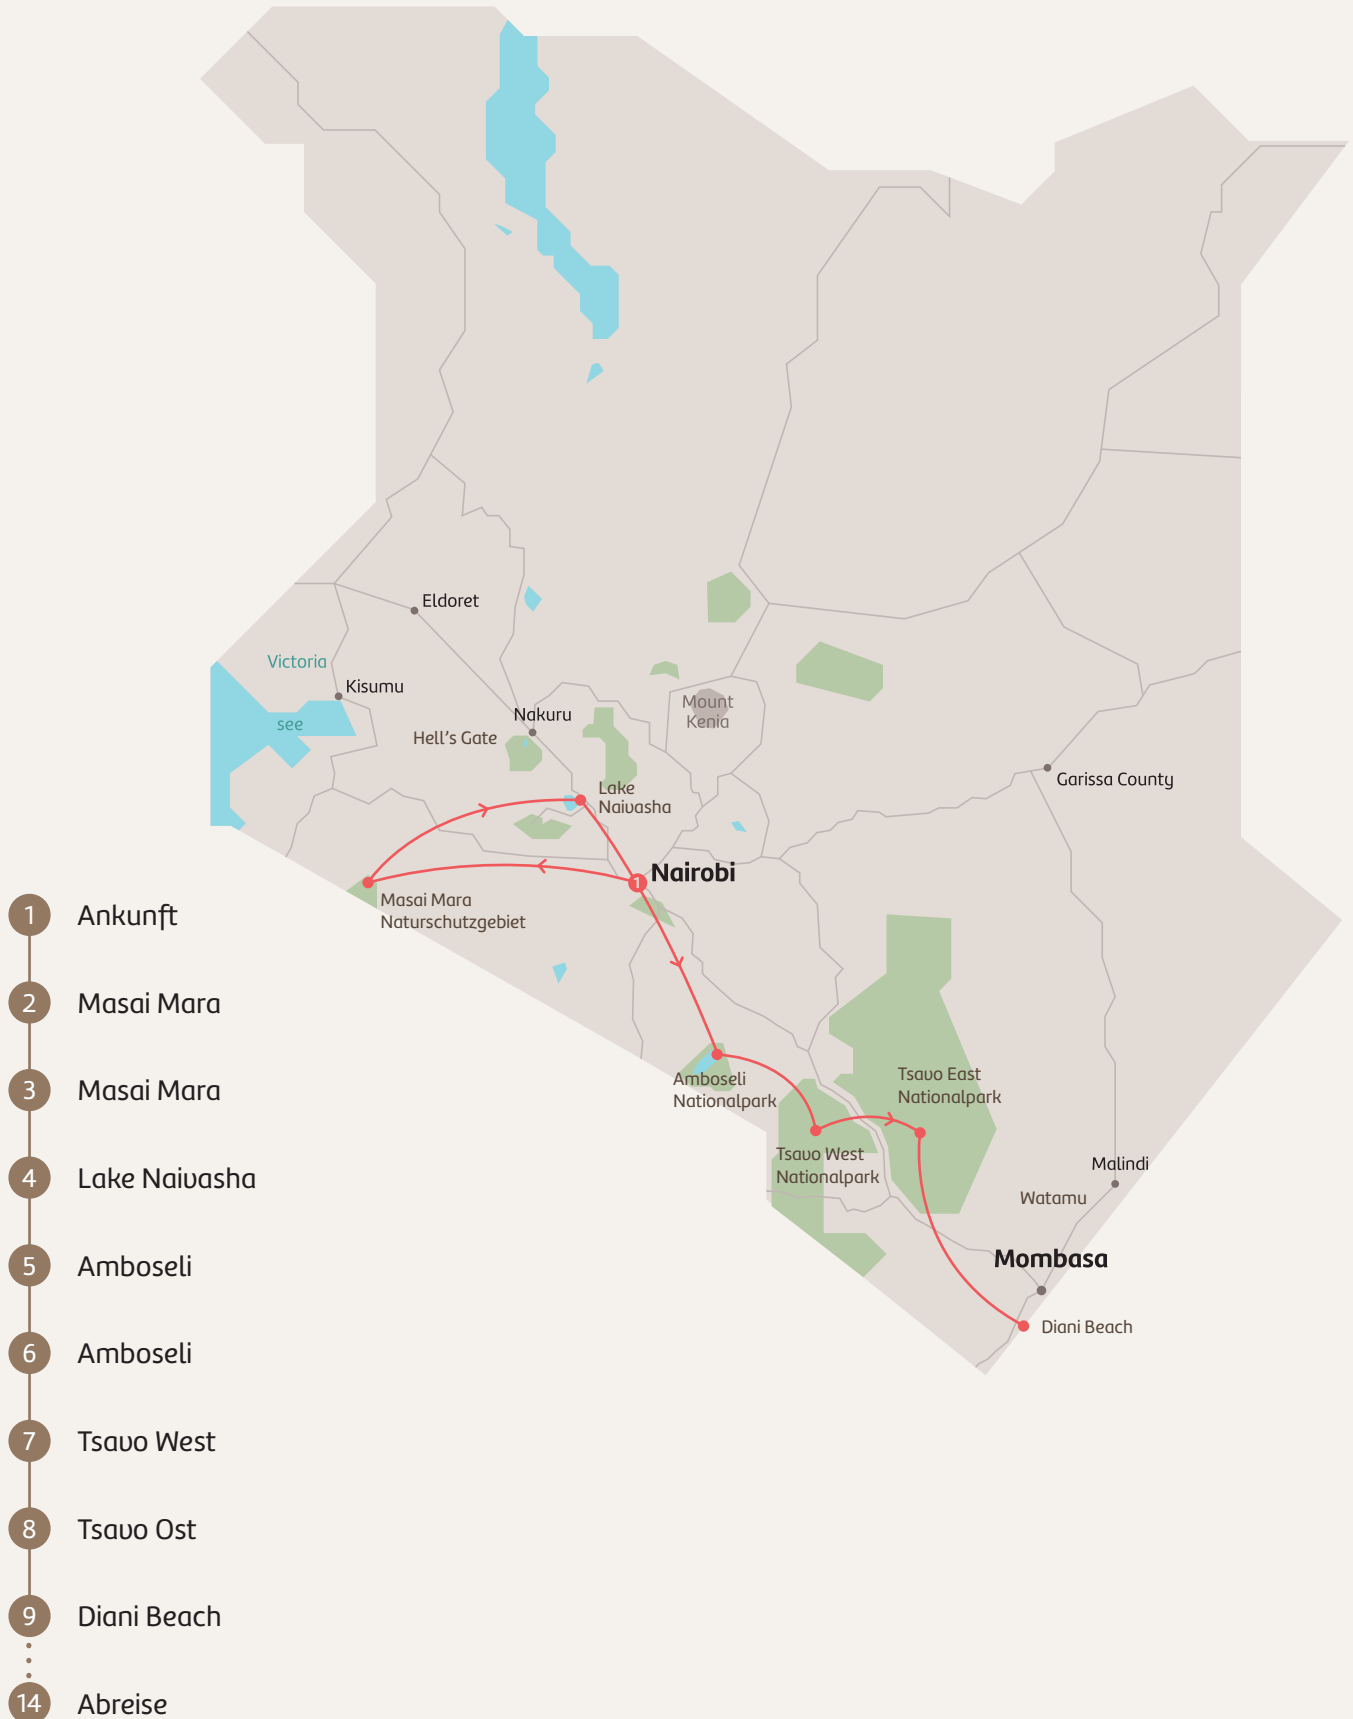 Eldoret
Victoria
Kisumu
see
Mount
Kenia
Nakuru
Hell's Gate
Lake
Naivasha
Garissa County
1
Nairobi
Masai Mara
Naturschutzgebiet
Amboseli
Nationalpark
Tsavo East
Nationalpark
Tsavo West
Nationalpark
Malindi
Watamu
Mombasa
Diani Beach
1 Ankunft
2 Masai Mara
3 Masai Mara
4 Lake Naivasha
5 Amboseli
6 Amboseli
7 Tsavo West
8 Tsavo Ost
9 Diani Beach
14 Abreise